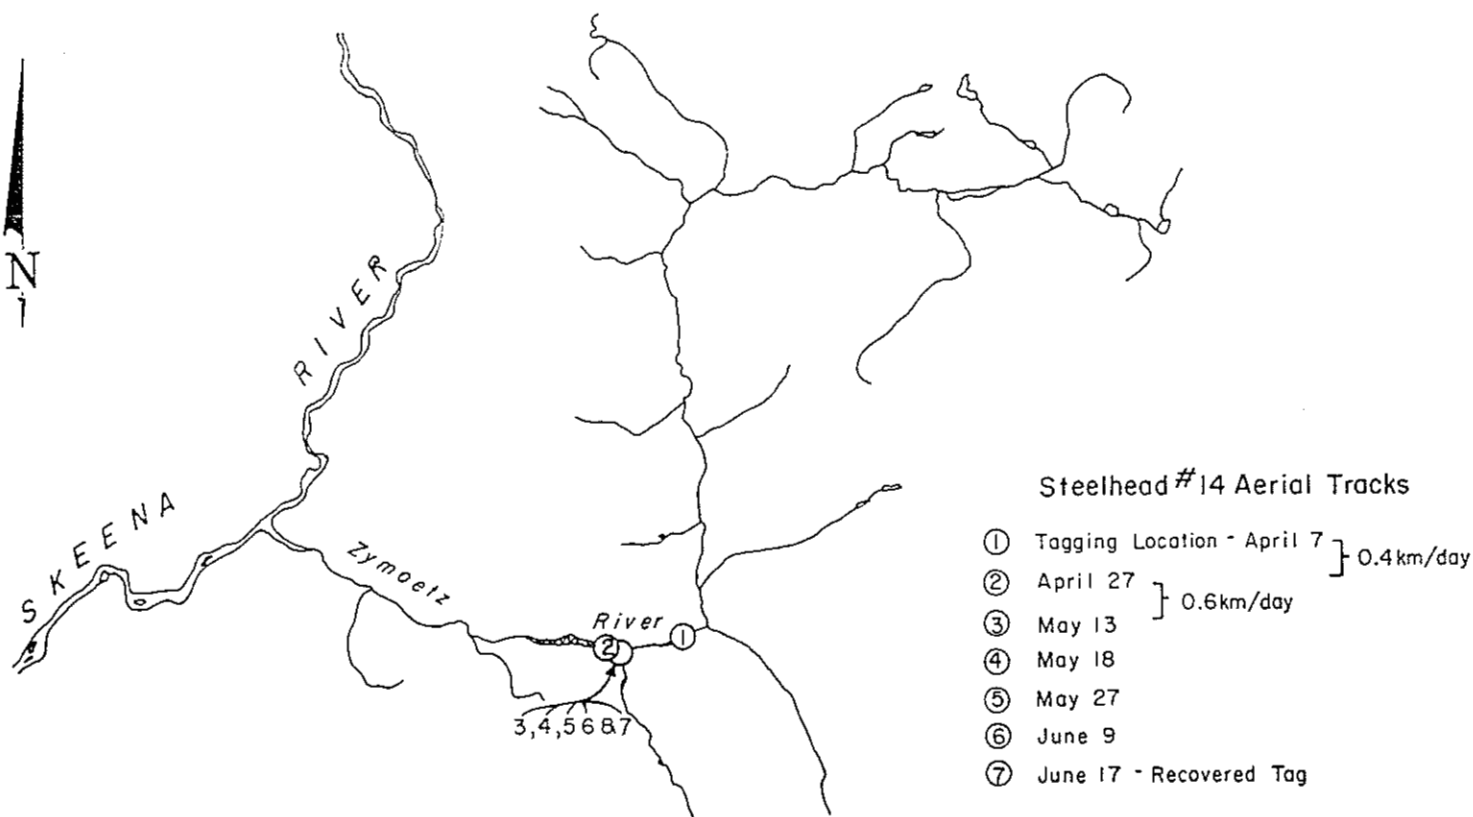 N
SKEENA RIVER
Zymoetz River
3,4,5 6 &7
1
2
Steelhead #14 Aerial Tracks
1 Tagging Location - April 7
0.4km/day
2 April 27
0.6km/day
3 May 13
4 May 18
5 May 27
6 June 9
7 June 17 - Recovered Tag